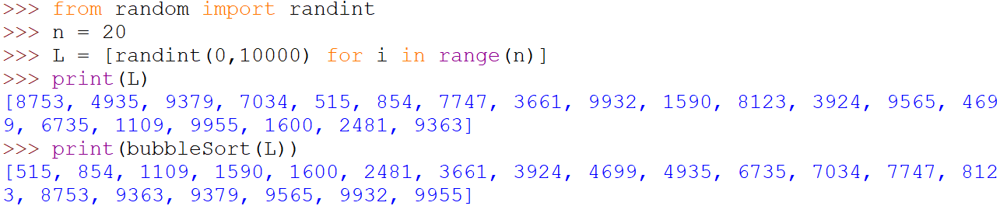 >>> from random import randint
>>> n = 20
>>> L = [randint(0,10000) for i in range(n)]
>>> print(L)
[8753, 4935, 9379, 7034, 515, 854, 7747, 3661, 9932, 1590, 8123, 3924, 9565, 469
9, 6735, 1109, 9955, 1600, 2481, 9363]
>>> print(bubbleSort(L))
[515, 854, 1109, 1590, 1600, 2481, 3661, 3924, 4699, 4935, 6735, 7034, 7747, 812
3, 8753, 9363, 9379, 9565, 9932, 9955]